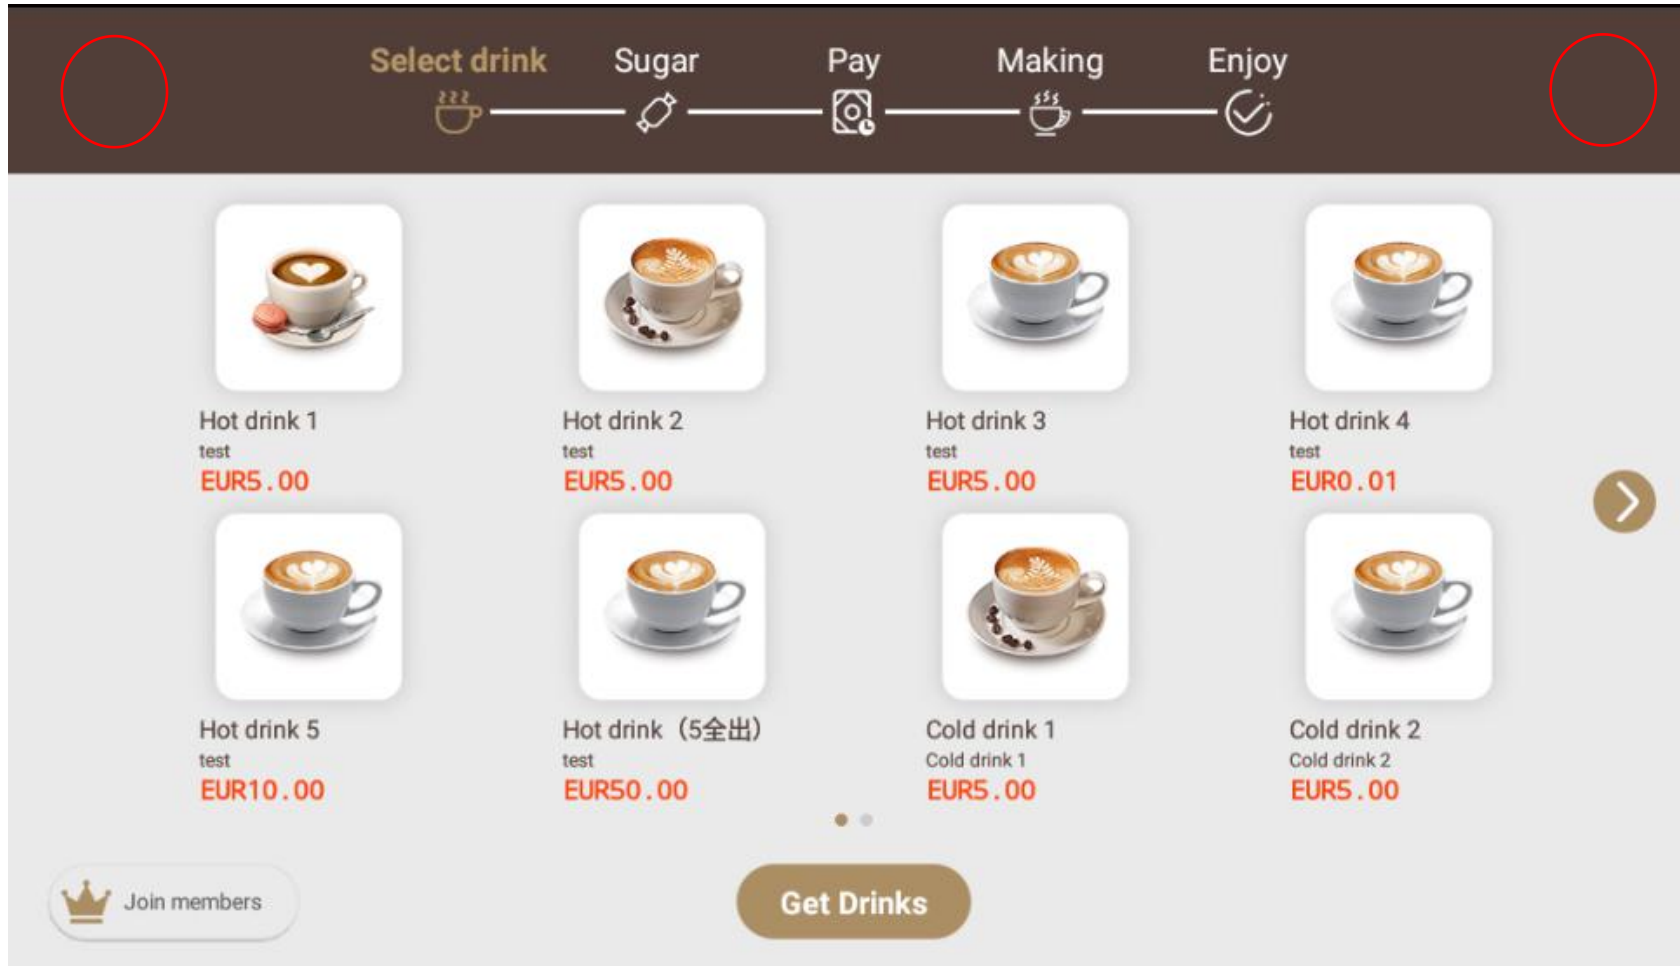 Select drink
Sugar
Pay
Making
Enjoy
Hot drink 1
test
EUR5.00
Hot drink 2
test
EUR5.00
Hot drink 3
test
EUR5.00
Hot drink 4
test
EUR0.01
Hot drink 5
test
EUR10.00
Hot drink（5全出）
test
EUR50.00
Cold drink 1
Cold drink 1
EUR5.00
Cold drink 2
Cold drink 2
EUR5.00
Join members
Get Drinks